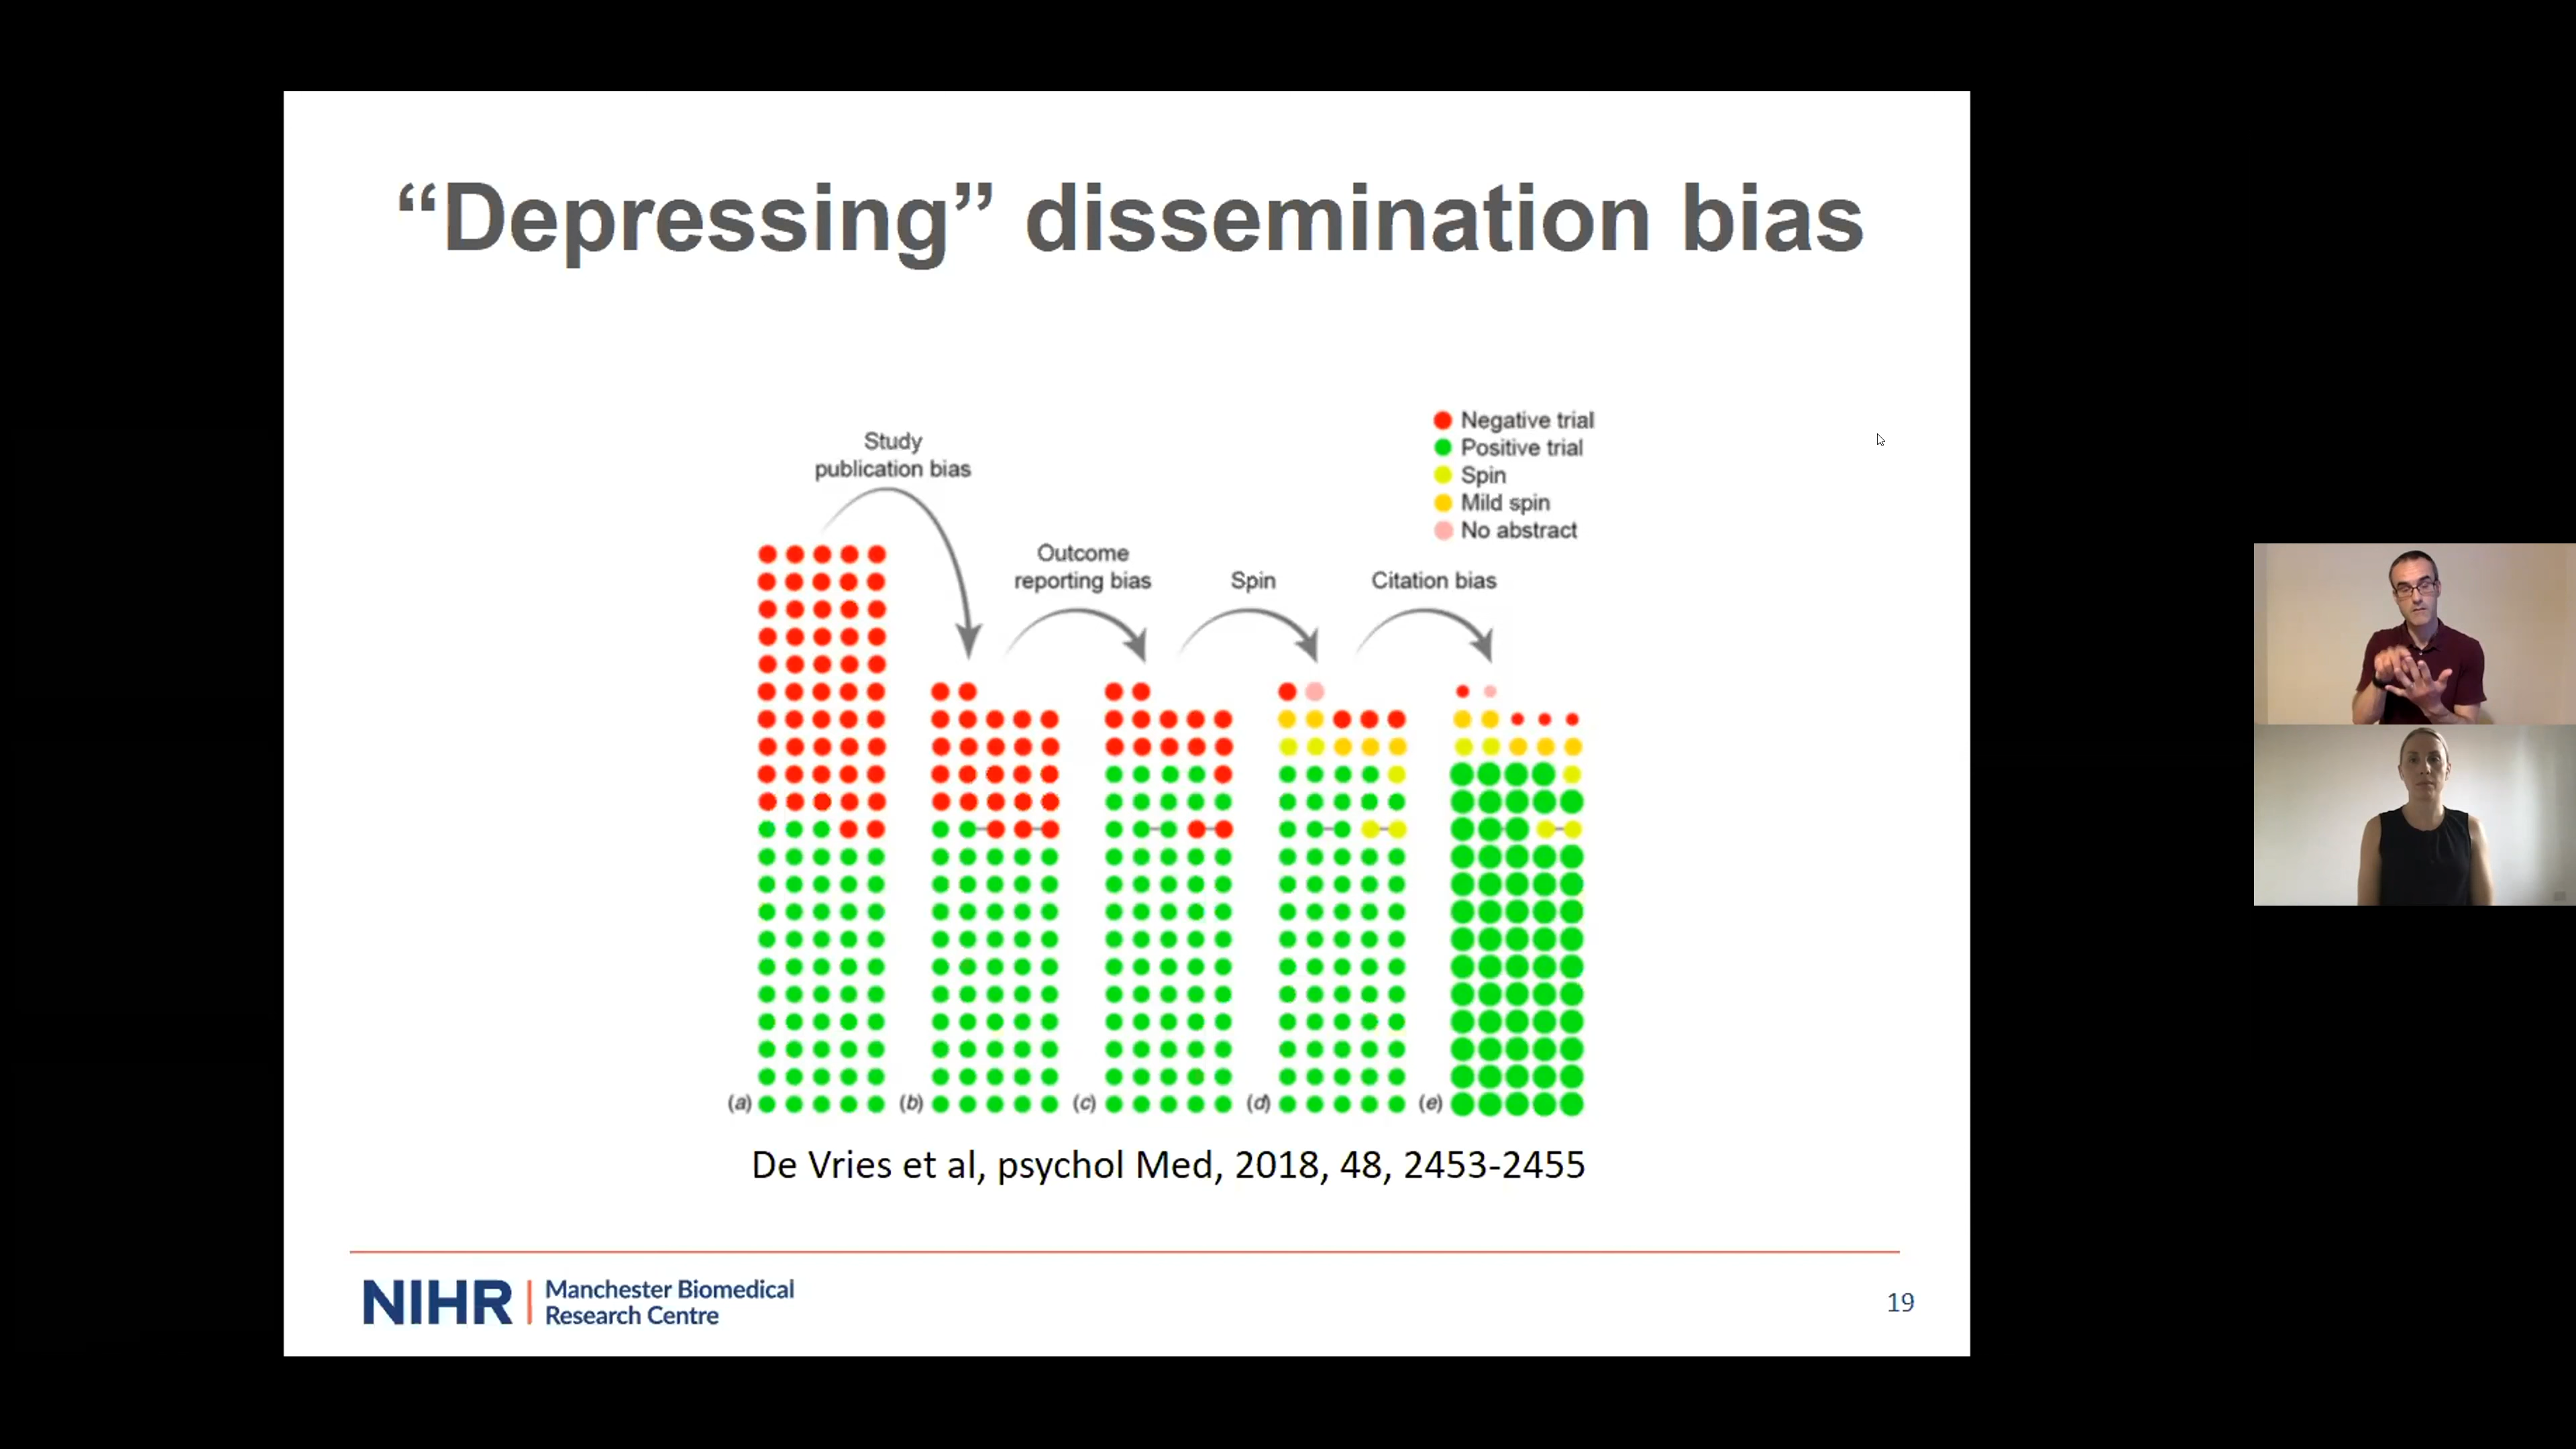 “Depressing” dissemination bias
Negative trial
Positive trial
Spin
Mild spin
No abstract
Study
publication bias
Outcome
reporting bias
Spin
Citation bias
(a)
(b)
(c)
(d)
(e)
De Vries et al, psychol Med, 2018, 48, 2453-2455
NIHR
Manchester Biomedical
Research Centre
19